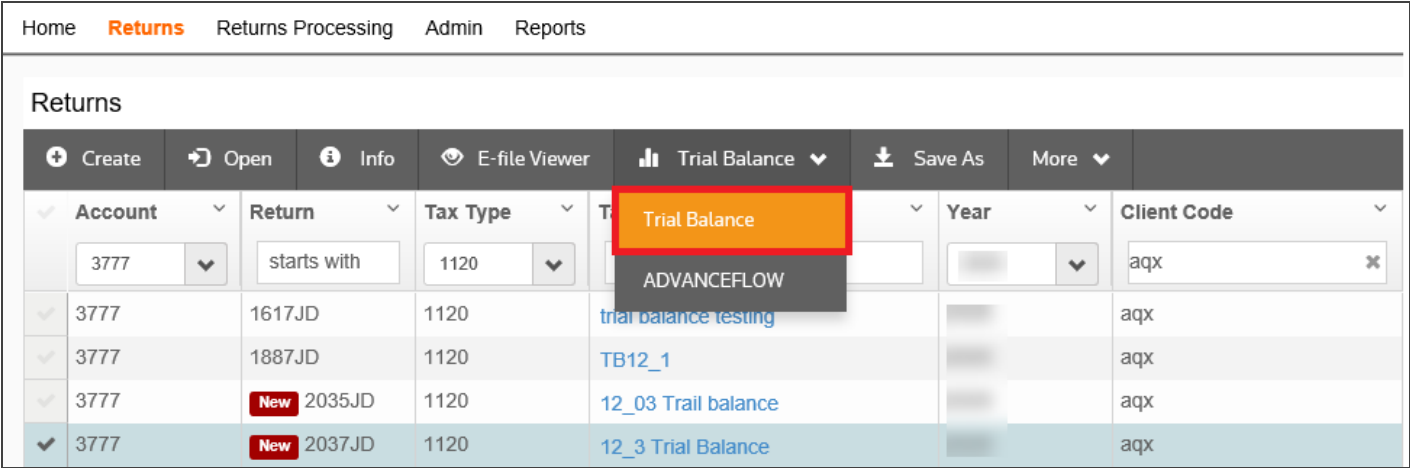 Home Returns Returns Processing Admin Reports
Returns
Create Open Info E-file Viewer Trial Balance Save As More
Account Return Tax Type Year Client Code
Trial Balance
3777 starts with 1120 aqx
ADVANCEFLOW
3777 1617JD 1120 trial balance testing aqx
3777 1887JD 1120 TB12_1 aqx
3777 New 2035JD 1120 12_03 Trail balance aqx
3777 New 2037JD 1120 12_3 Trial Balance aqx